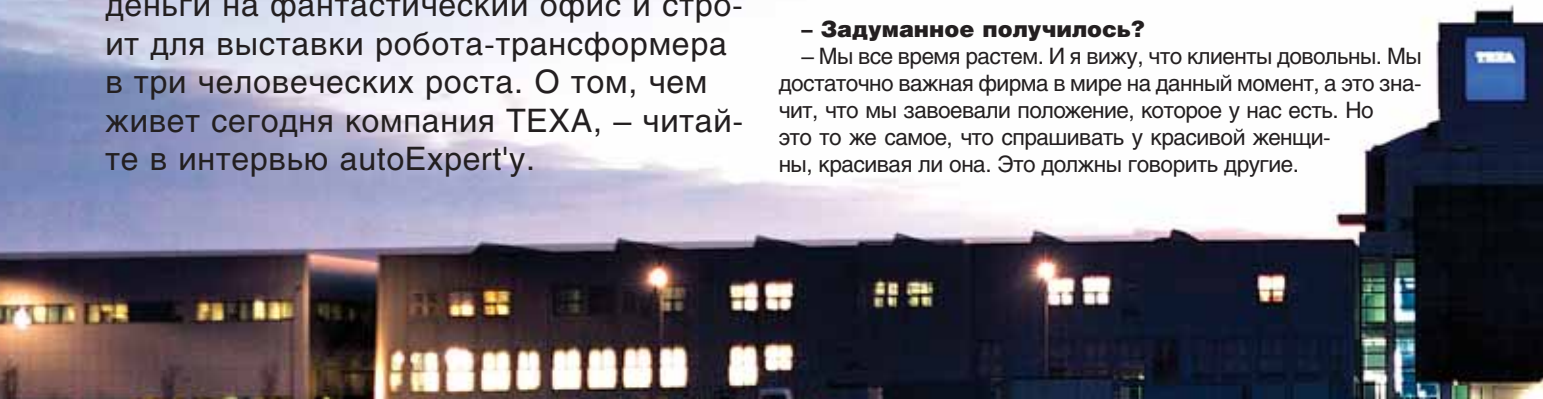 деньги на фантастический офис и стро-
ит для выставки робота-трансформера
в три человеческих роста. О том, чем
живет сегодня компания TEXA, – читай-
те в интервью autoExpert'у.
– Задуманное получилось?
– Мы все время растем. И я вижу, что клиенты довольны. Мы
достаточно важная фирма в мире на данный момент, а это зна-
чит, что мы завоевали положение, которое у нас есть. Но
это то же самое, что спрашивать у красивой женщи-
ны, красивая ли она. Это должны говорить другие.
TEXA